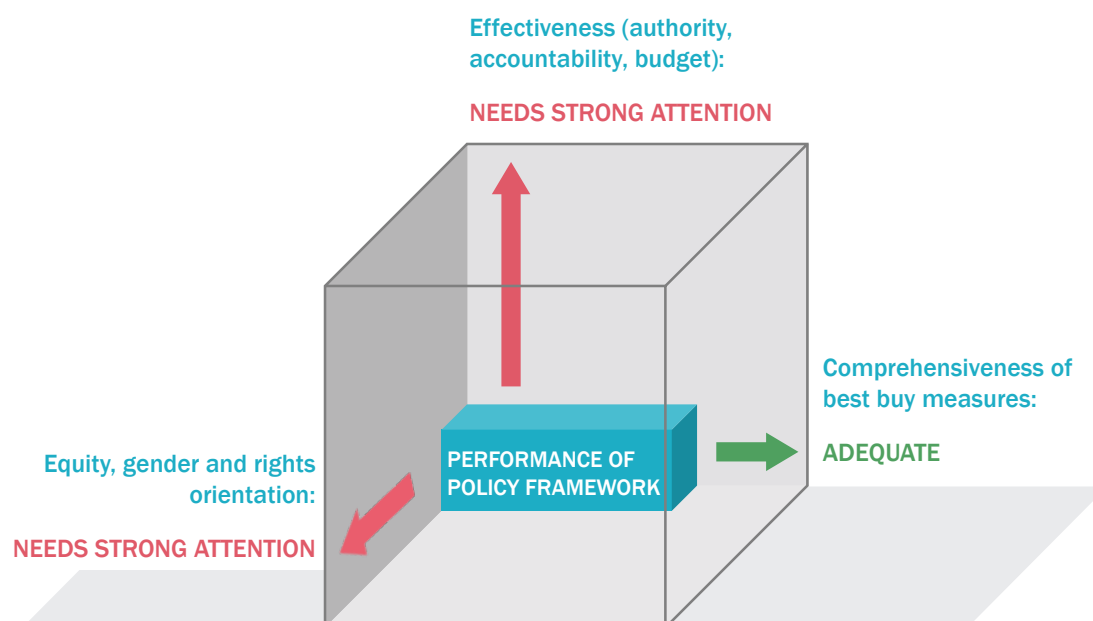 Effectiveness (authority,
accountability, budget):
NEEDS STRONG ATTENTION
Comprehensiveness of
best buy measures:
ADEQUATE
Equity, gender and rights
orientation:
NEEDS STRONG ATTENTION
PERFORMANCE OF
POLICY FRAMEWORK